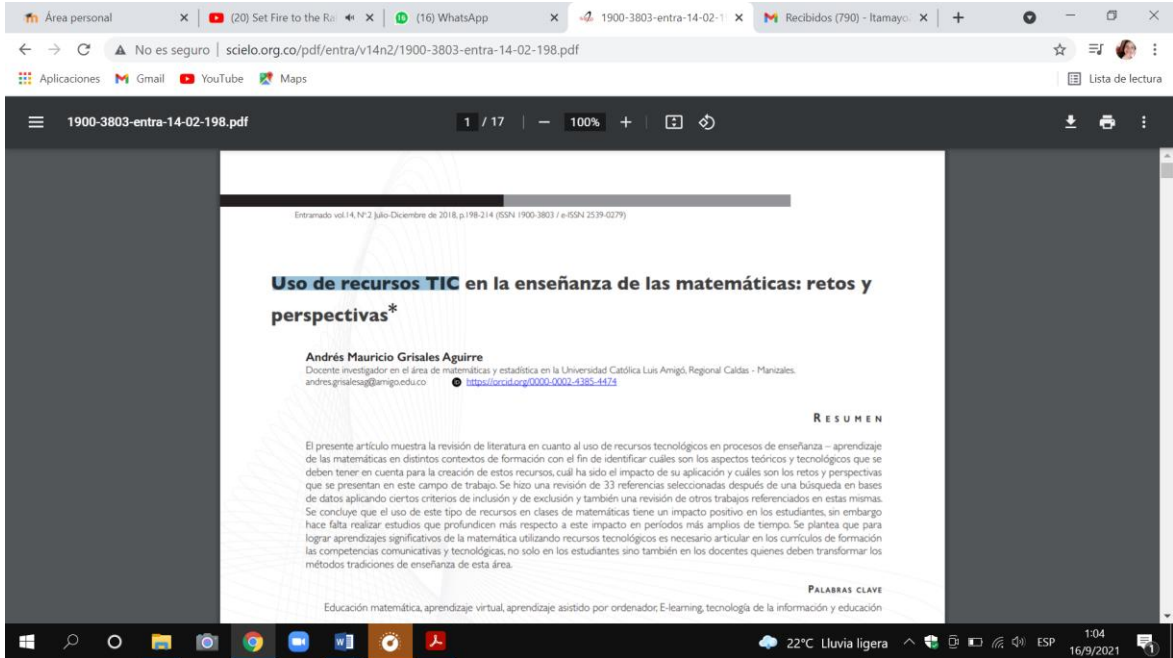 Área personal
(20) Set Fire to the Rai
(16) WhatsApp
1900-3803-entra-14-02-1
Recibidos (790) - ltamayo.
No es seguro | scielo.org.co/pdf/entra/v14n2/1900-3803-entra-14-02-198.pdf
Aplicaciones Gmail YouTube Maps Lista de lectura
1900-3803-entra-14-02-198.pdf 1 / 17 | — 100% + |
Entramado vol.14, Nº.2 Julio-Diciembre de 2018, p.198-214 (ISSN 1900-3803 / e-ISSN 2539-0279)
Uso de recursos TIC en la enseñanza de las matemáticas: retos y
perspectivas*
Andrés Mauricio Grisales Aguirre
Docente investigador en el área de matemáticas y estadística en la Universidad Católica Luis Amigó, Regional Caldas - Manizales.
andres.grisalesag@amigo.edu.co https://orcid.org/0000-0002-4385-4474
RESUMEN
El presente artículo muestra la revisión de literatura en cuanto al uso de recursos tecnológicos en procesos de enseñanza – aprendizaje
de las matemáticas en distintos contextos de formación con el fin de identificar cuáles son los aspectos teóricos y tecnológicos que se
deben tener en cuenta para la creación de estos recursos, cuál ha sido el impacto de su aplicación y cuáles son los retos y perspectivas
que se presentan en este campo de trabajo. Se hizo una revisión de 33 referencias seleccionadas después de una búsqueda en bases
de datos aplicando ciertos criterios de inclusión y de exclusión y también una revisión de otros trabajos referenciados en estas mismas.
Se concluye que el uso de este tipo de recursos en clases de matemáticas tiene un impacto positivo en los estudiantes, sin embargo
hace falta realizar estudios que profundicen más respecto a este impacto en períodos más amplios de tiempo. Se plantea que para
lograr aprendizajes significativos de la matemática utilizando recursos tecnológicos es necesario articular en los currículos de formación
las competencias comunicativas y tecnológicas, no solo en los estudiantes sino también en los docentes quienes deben transformar los
métodos tradiciones de enseñanza de esta área.
PALABRAS CLAVE
Educación matemática, aprendizaje virtual, aprendizaje asistido por ordenador, E-learning, tecnología de la información y educación
22°C Lluvia ligera ESP 1:04
16/9/2021